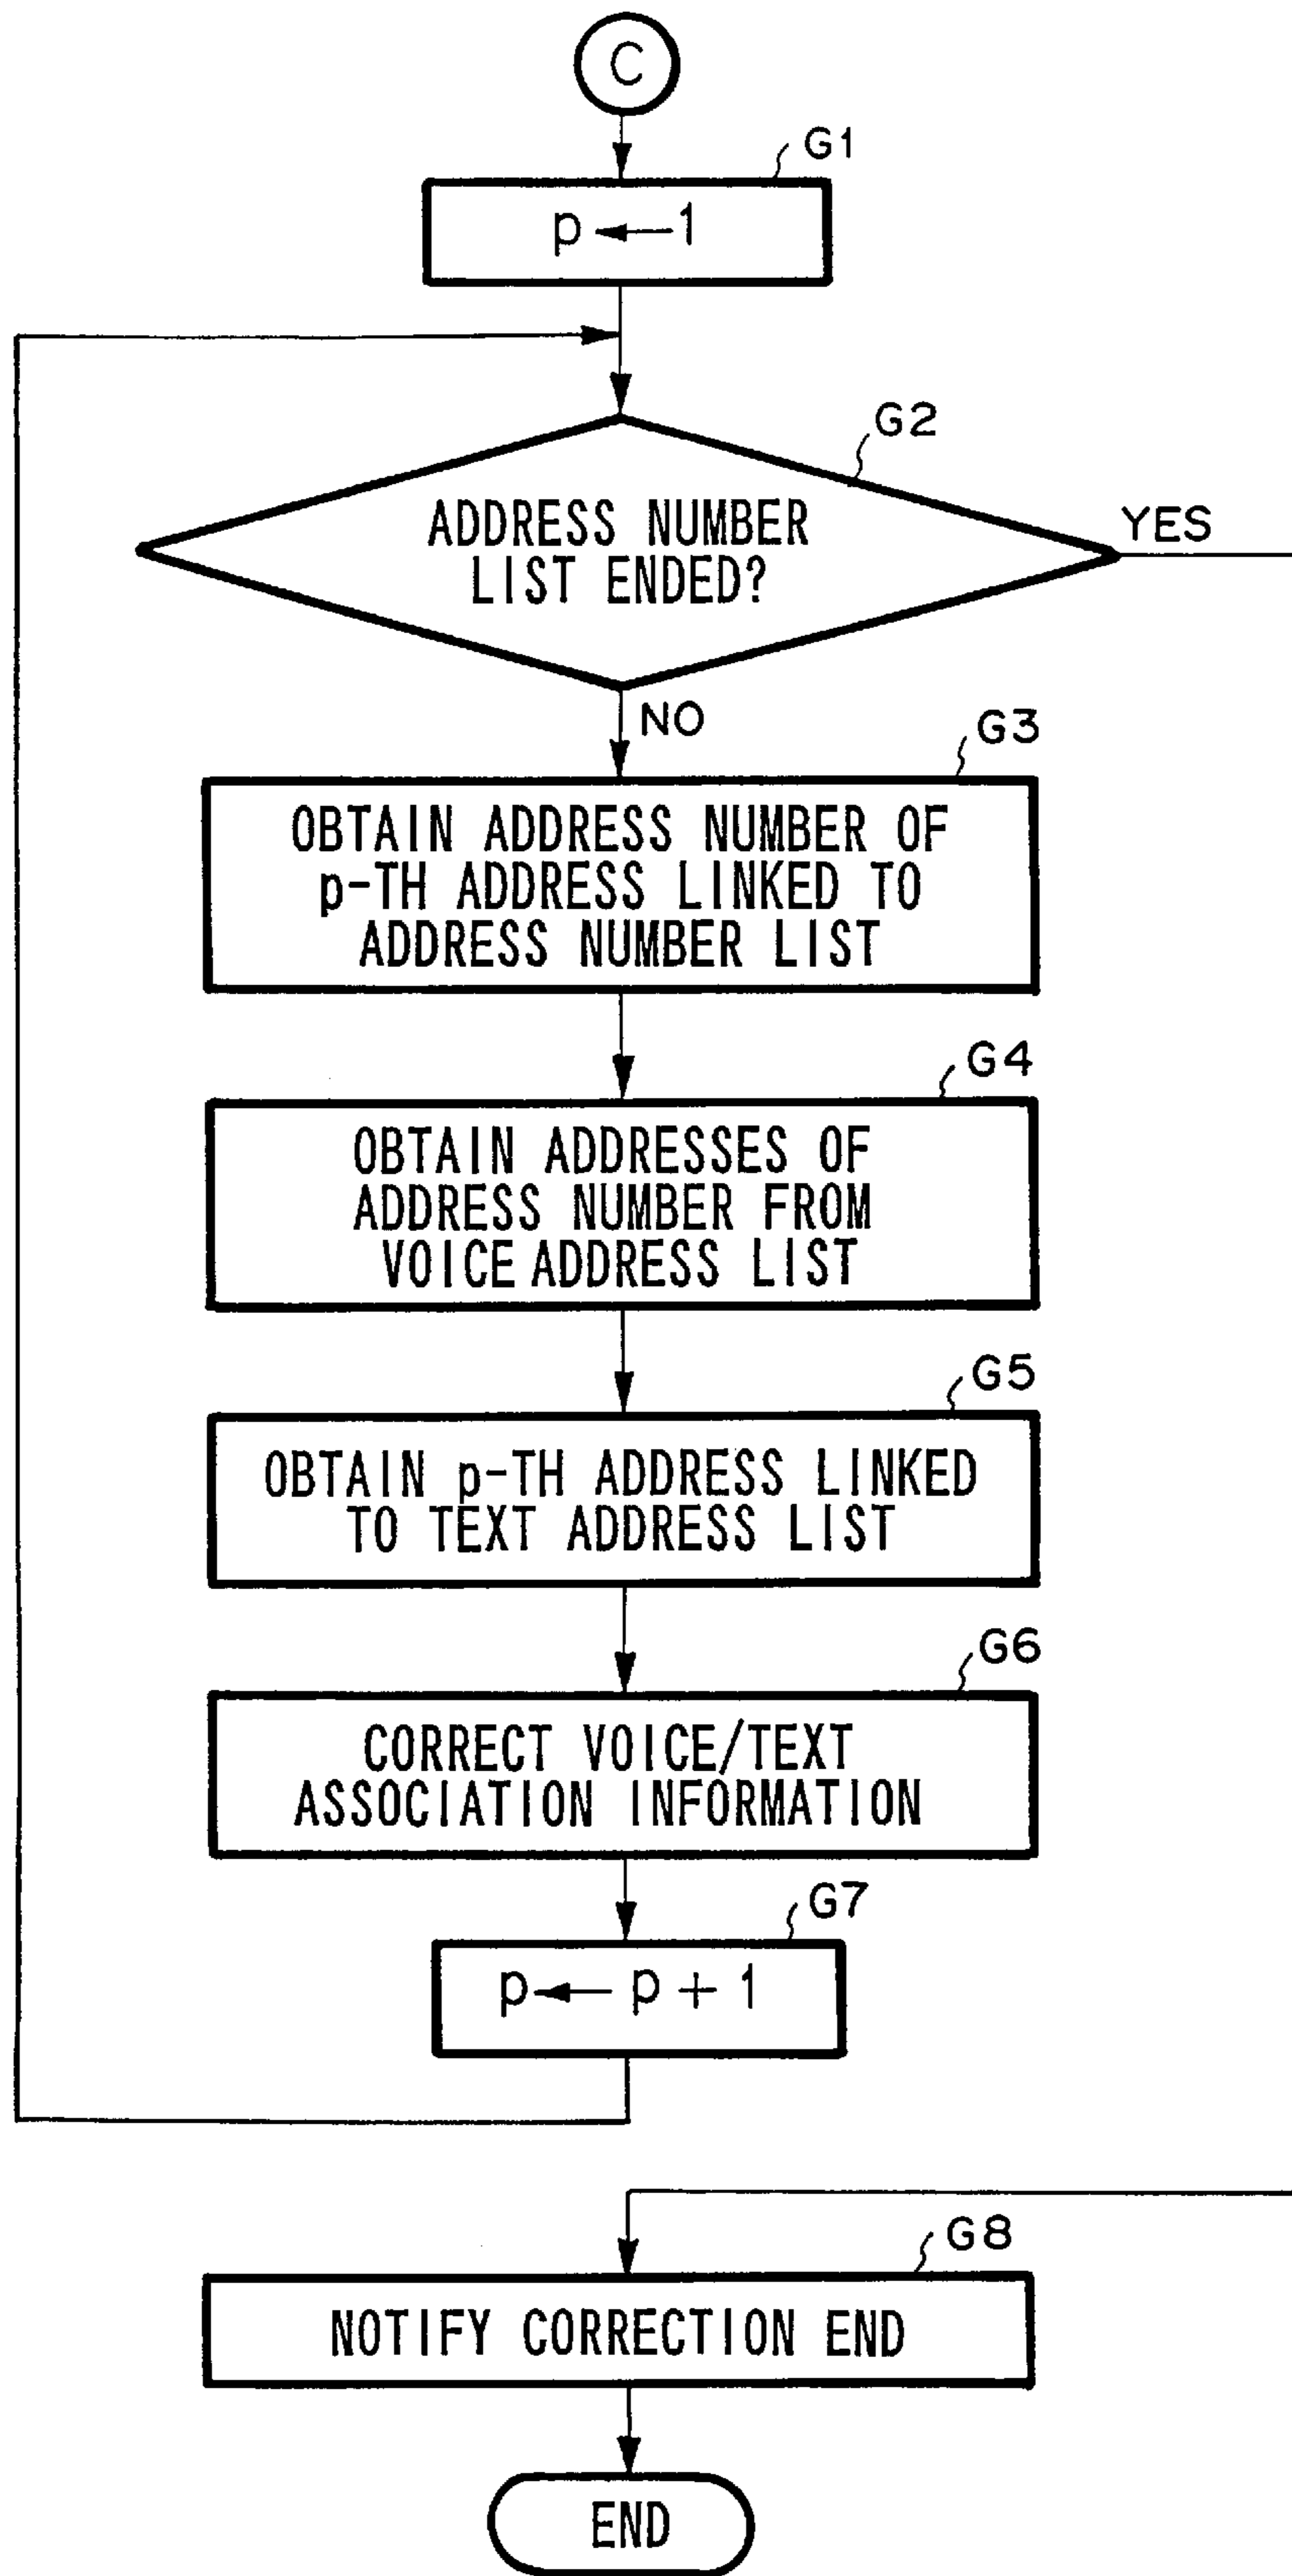 C
G1
p ← 1
G2
ADDRESS NUMBER
LIST ENDED?
YES
NO
G3
OBTAIN ADDRESS NUMBER OF
p-TH ADDRESS LINKED TO
ADDRESS NUMBER LIST
G4
OBTAIN ADDRESSES OF
ADDRESS NUMBER FROM
VOICE ADDRESS LIST
G5
OBTAIN p-TH ADDRESS LINKED
TO TEXT ADDRESS LIST
G6
CORRECT VOICE/TEXT
ASSOCIATION INFORMATION
G7
p ← p + 1
G8
NOTIFY CORRECTION END
END